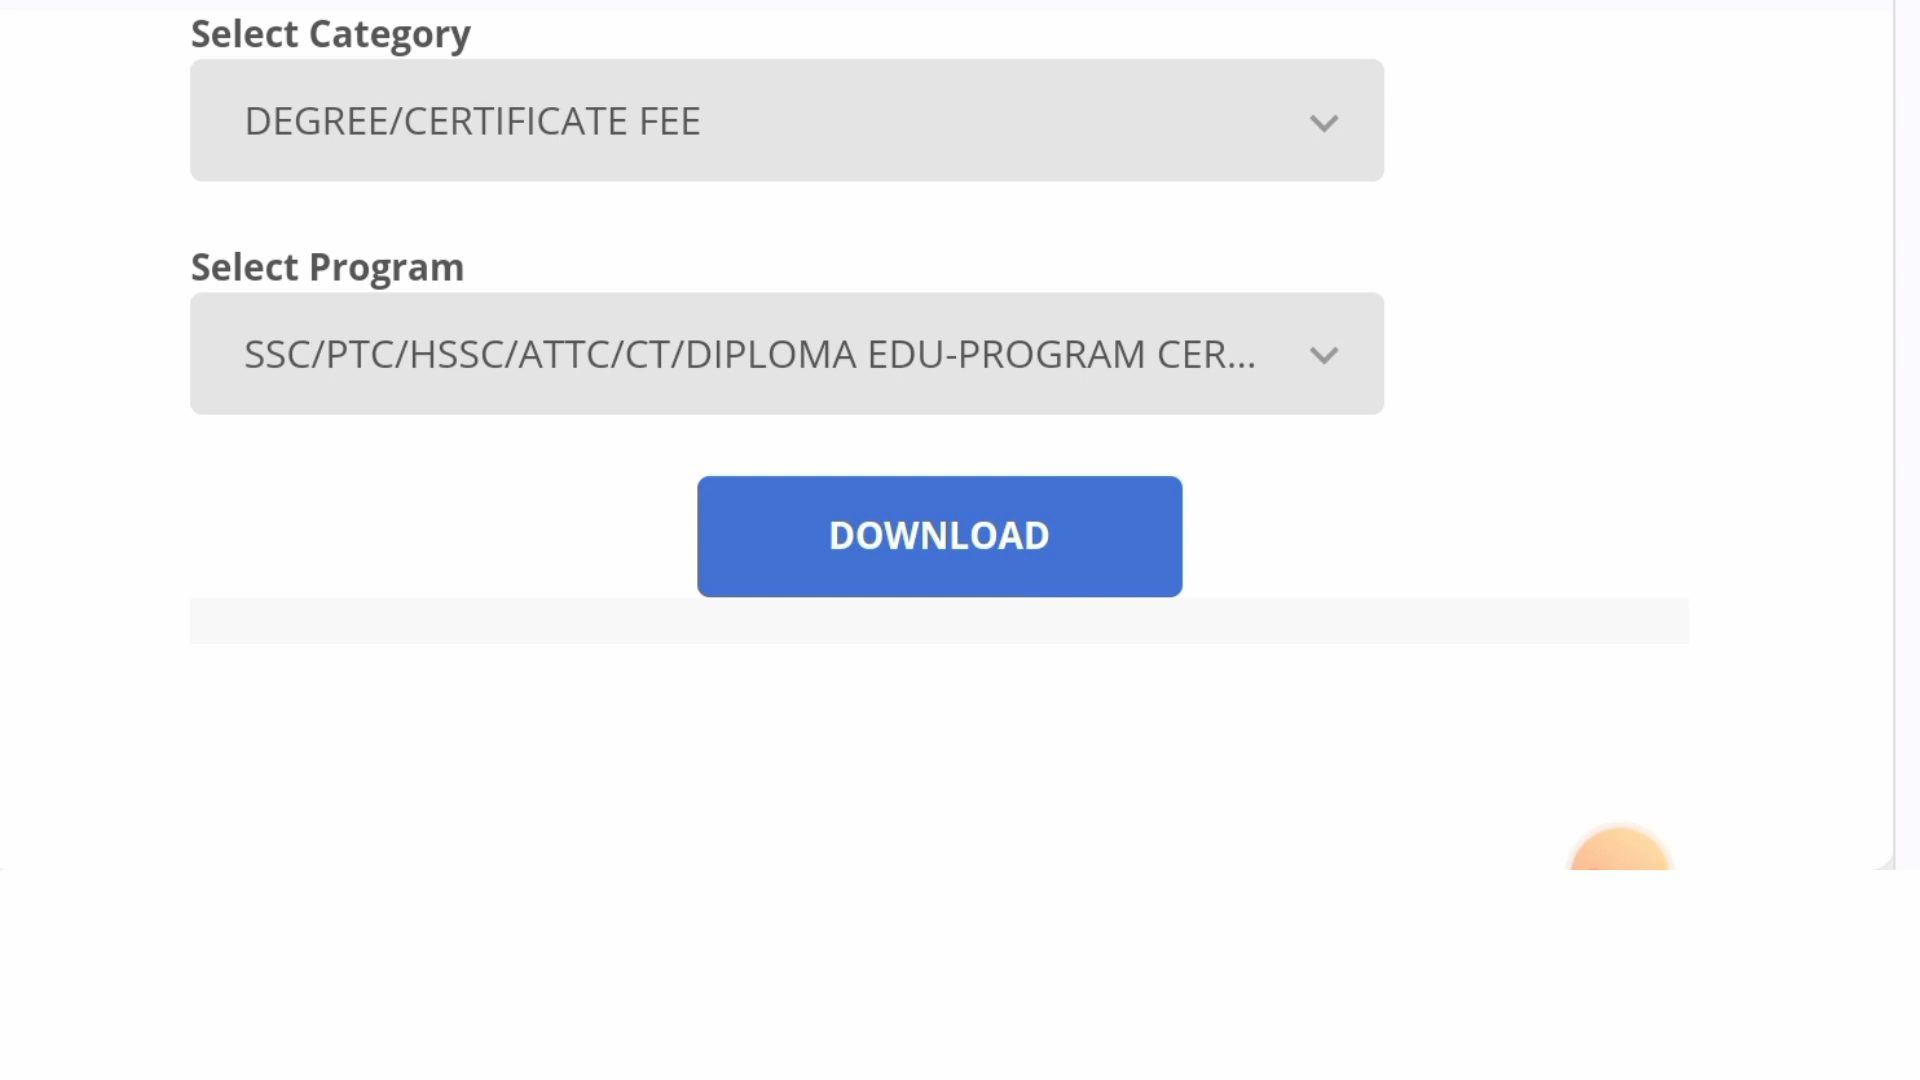 Select Category
DEGREE/CERTIFICATE FEE
Select Program
SSC/PTC/HSSC/ATTC/CT/DIPLOMA EDU-PROGRAM CER...
DOWNLOAD